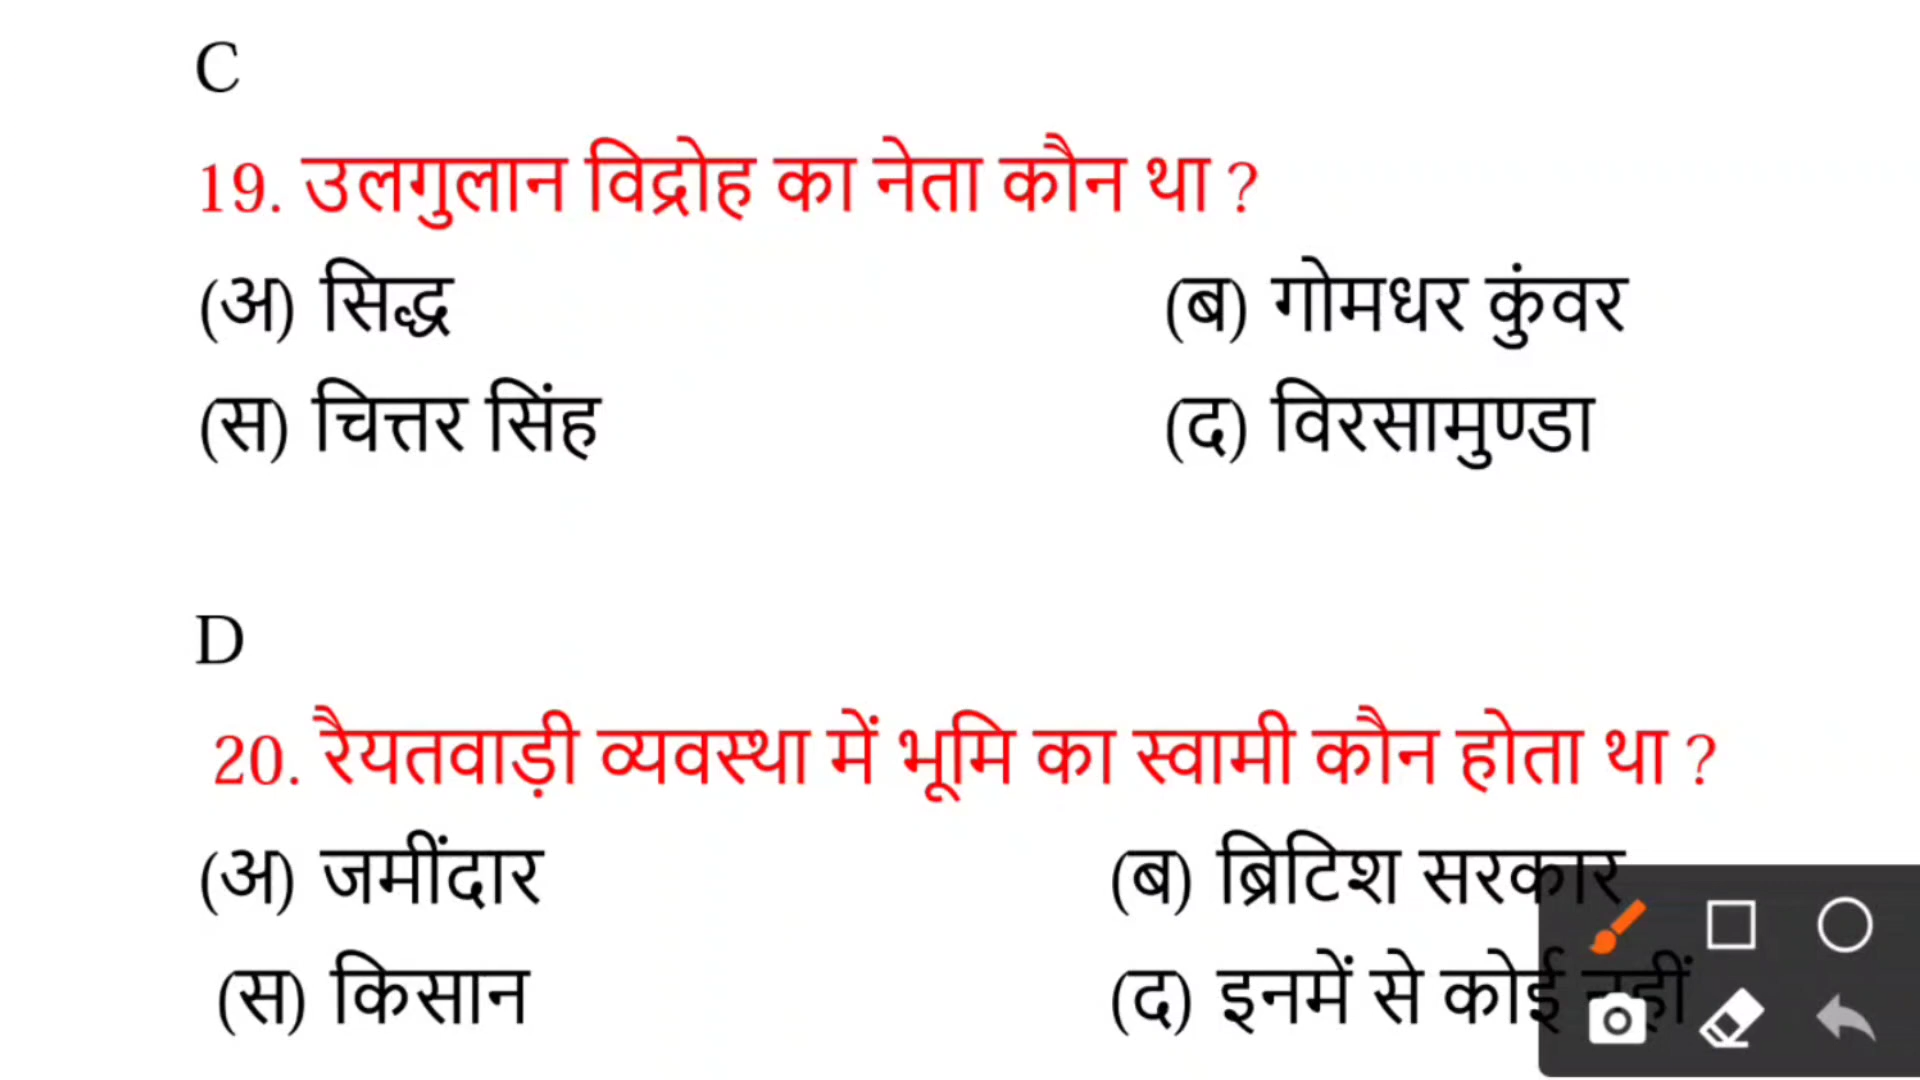 C
19. उलगुलान विद्रोह का नेता कौन था ?
(अ) सिद्ध (ब) गोमधर कुंवर
(स) चित्तर सिंह (द) विरसामुण्डा
D
20. रैयतवाड़ी व्यवस्था में भूमि का स्वामी कौन होता था ?
(अ) जमींदार (ब) ब्रिटिश सरकार
(स) किसान (द) इनमें से कोई नहीं